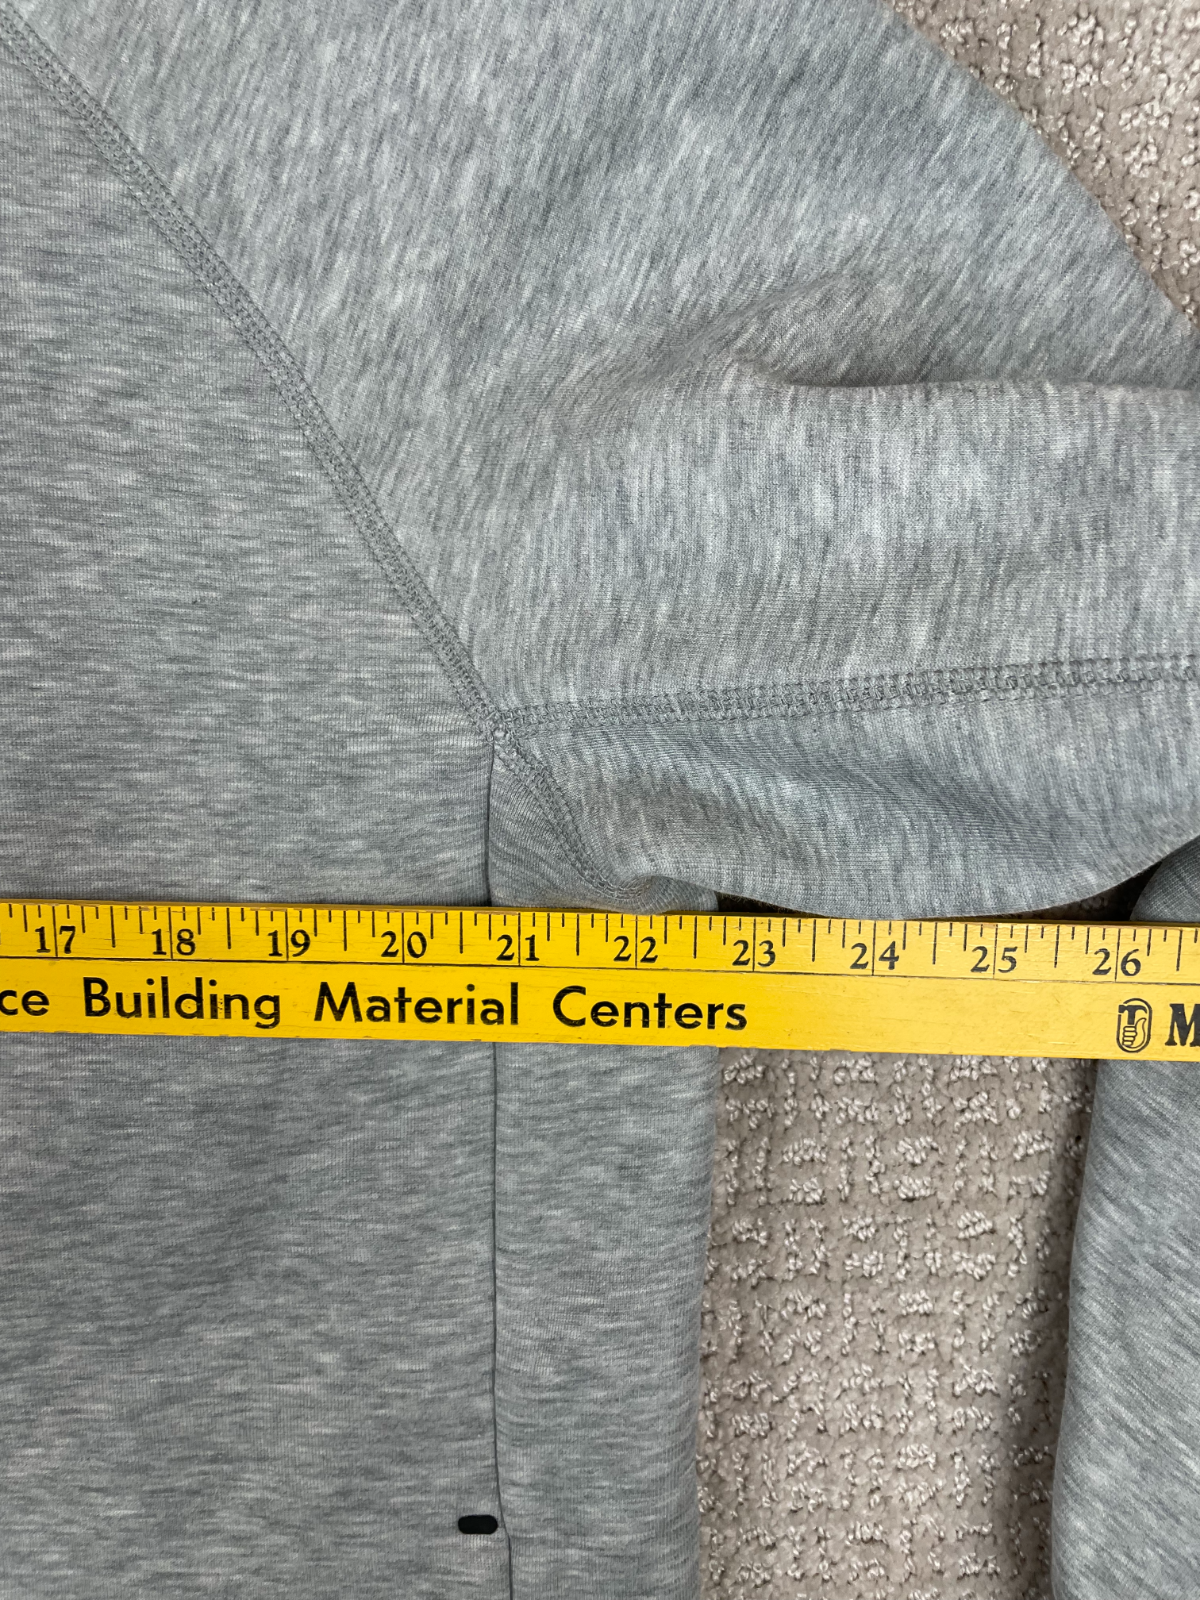 17 18 19 20 21 22 23 24 25 26
ce Building Material Centers M